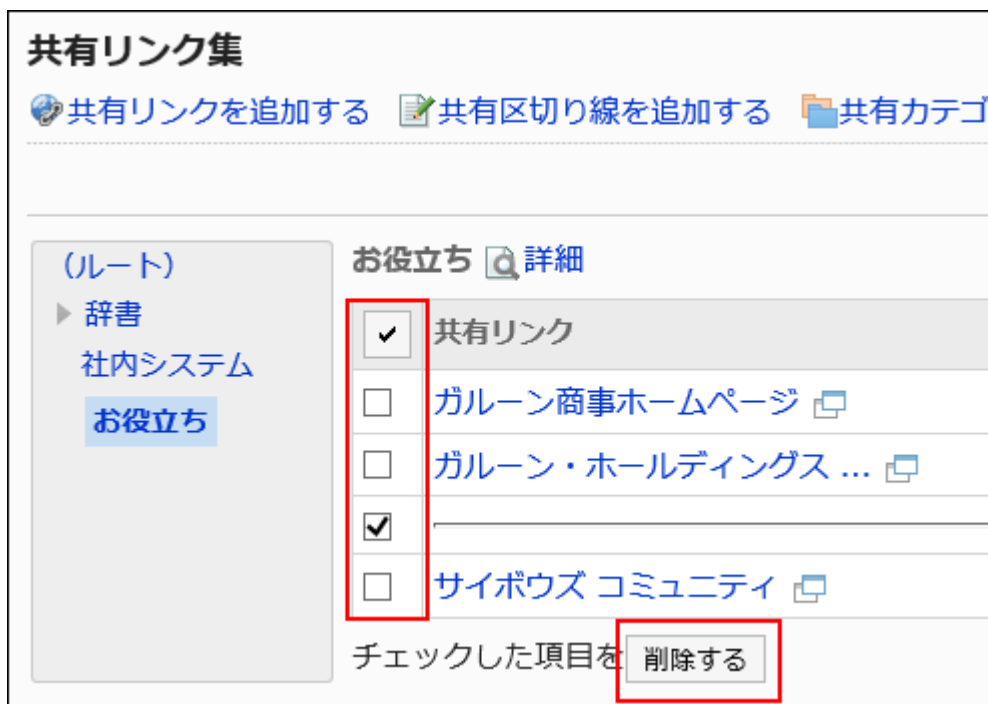 共有リンク集
共有リンクを追加する 共有区切り線を追加する 共有カテゴ
(ルート)
辞書
社内システム
お役立ち
お役立ち 詳細
共有リンク
ガルーン商事ホームページ
ガルーン・ホールディングス ...
サイボウズ コミュニティ
チェックした項目を 削除する